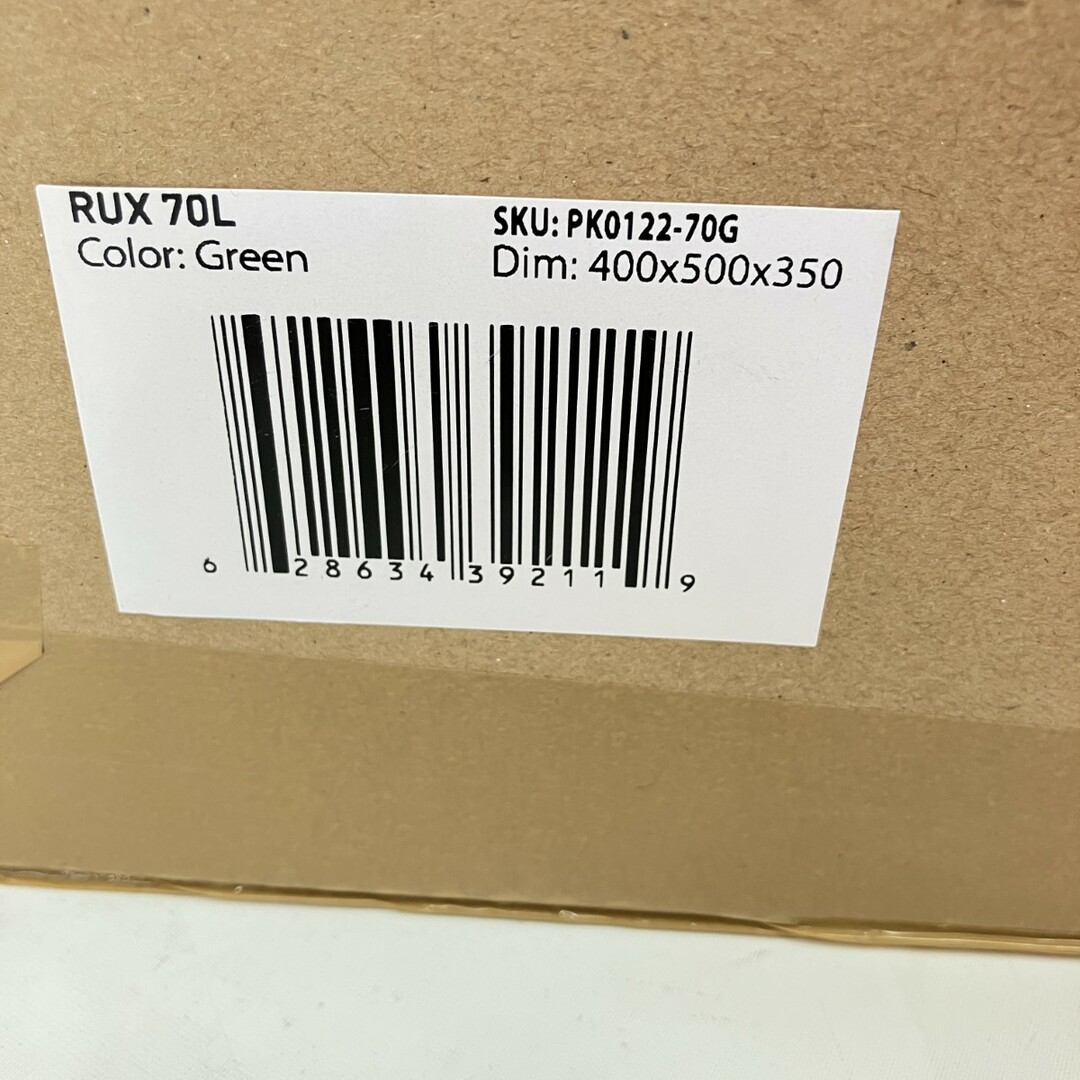 RUX 70L
Color: Green
SKU: PK0122-70G
Dim: 400x500x350
6 28634 39211 9